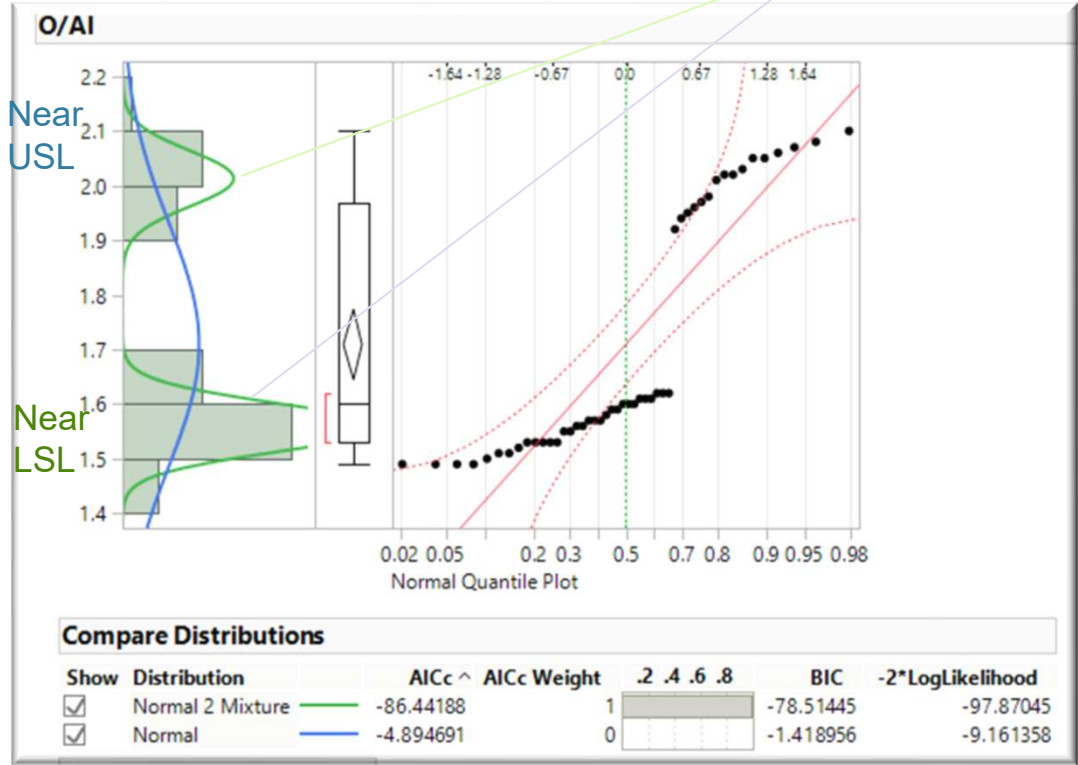 O/AI
Near
USL
Near
LSL
2.2
2.1
2.0
1.9
1.8
1.7
1.6
1.5
1.4
-1.64 -1.28 -0.67 0.0 0.67 1.28 1.64
0.02 0.05 0.2 0.3 0.5 0.7 0.8 0.9 0.95 0.98
Normal Quantile Plot
Compare Distributions
Show Distribution AICc ^ AICc Weight .2 .4 .6 .8 BIC -2*LogLikelihood
Normal 2 Mixture -86.44188 1 -78.51445 -97.87045
Normal -4.894691 0 -1.418956 -9.161358